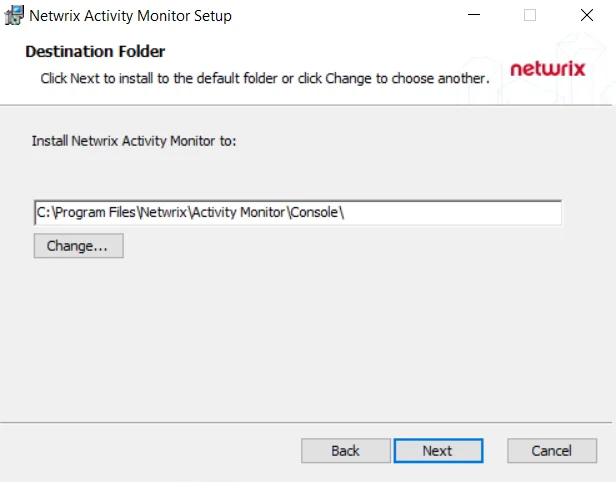 Netwrix Activity Monitor Setup
Destination Folder
Click Next to install to the default folder or click Change to choose another.
netwrix
Install Netwrix Activity Monitor to:
C:\Program Files\Netwrix\Activity Monitor\Console\
Change...
Back
Next
Cancel